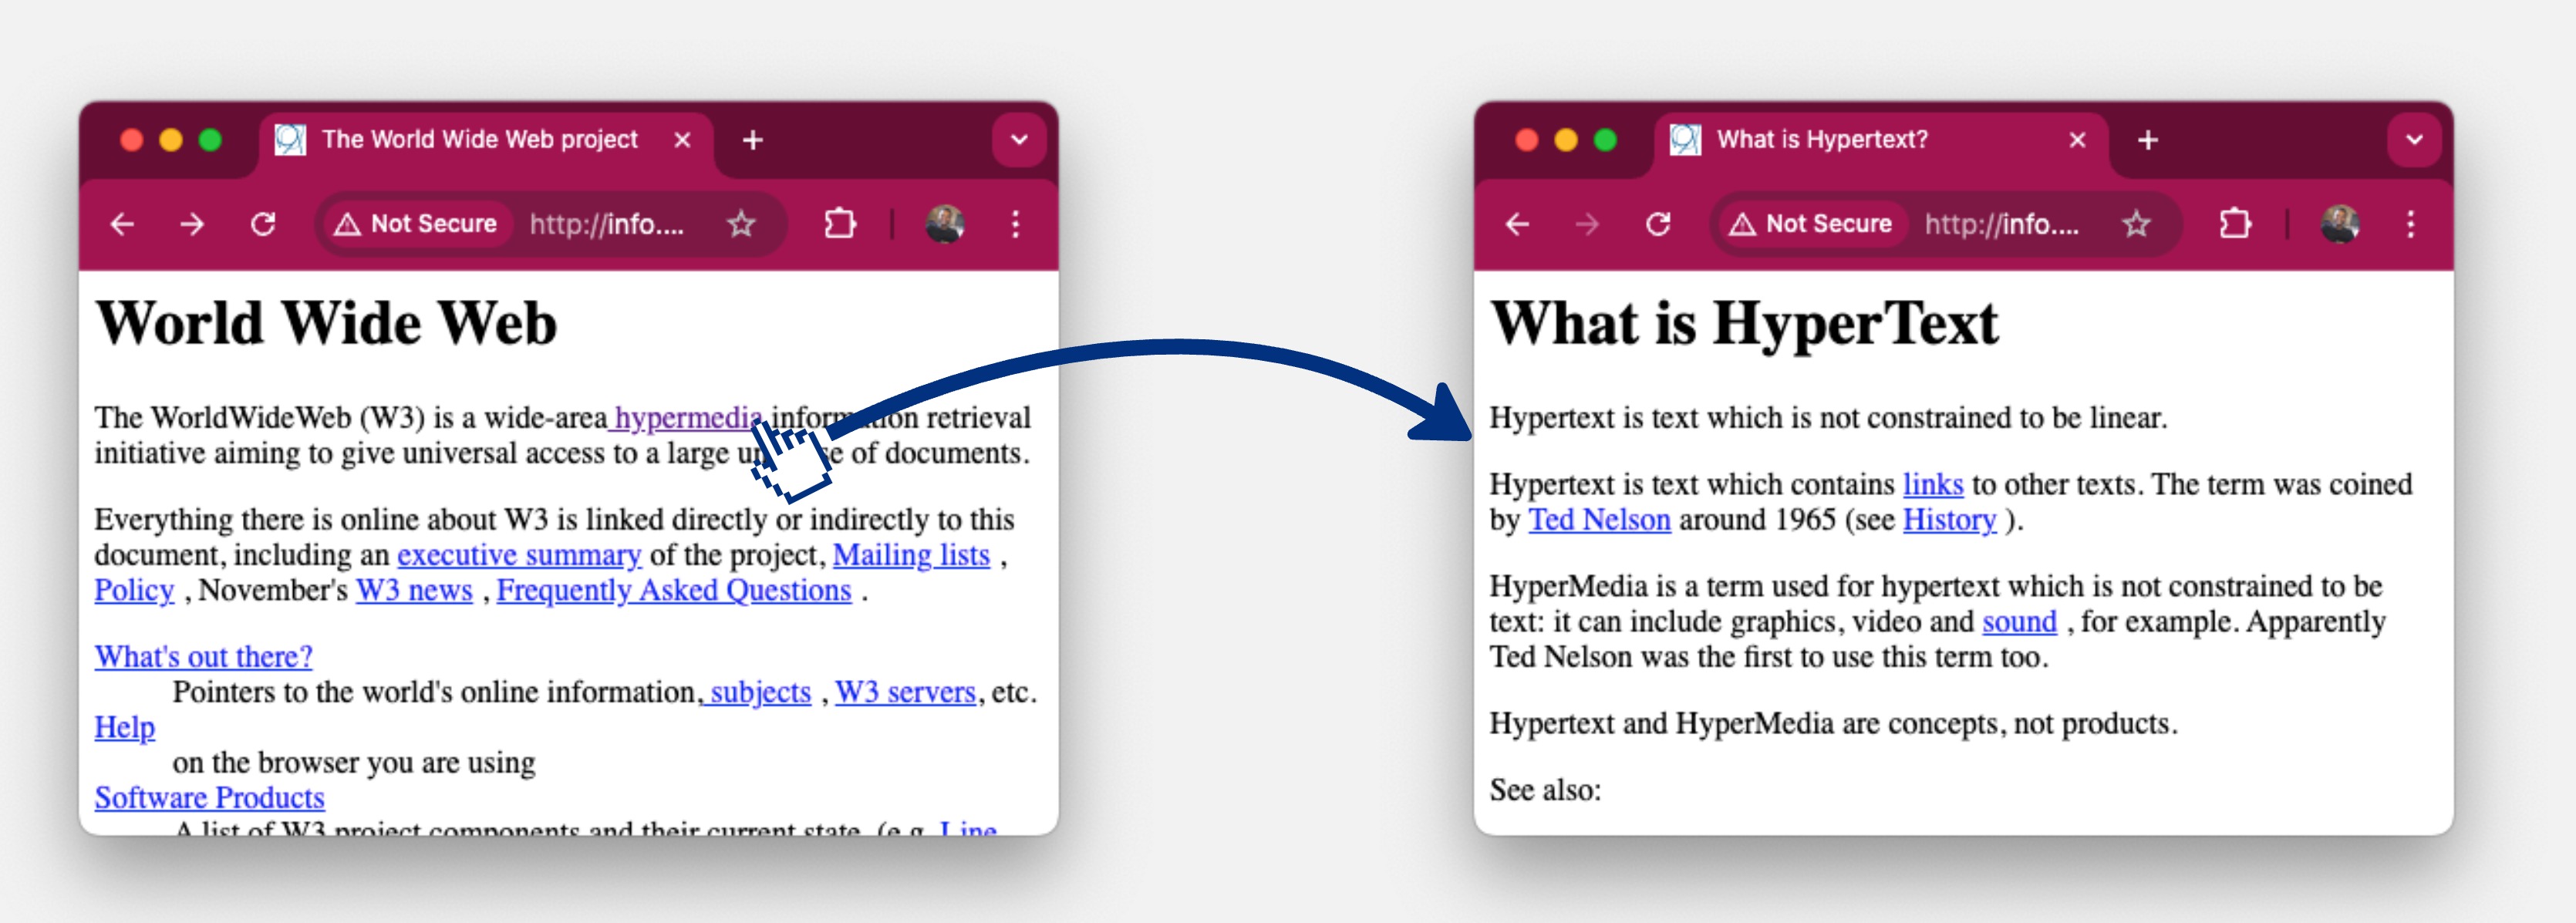 The World Wide Web project
Not Secure http://info....
World Wide Web
The WorldWideWeb (W3) is a wide-area hypermedia information retrieval
initiative aiming to give universal access to a large of documents.
Everything there is online about W3 is linked directly or indirectly to this
document, including an executive summary of the project, Mailing lists ,
Policy , November's W3 news , Frequently Asked Questions .
What's out there?
Pointers to the world's online information, subjects , W3 servers, etc.
Help
on the browser you are using
Software Products
A list of W3 project components and their current state. (e.g. Line
What is Hypertext?
Not Secure http://info....
What is HyperText
Hypertext is text which is not constrained to be linear.
Hypertext is text which contains links to other texts. The term was coined
by Ted Nelson around 1965 (see History ).
HyperMedia is a term used for hypertext which is not constrained to be
text: it can include graphics, video and sound , for example. Apparently
Ted Nelson was the first to use this term too.
Hypertext and HyperMedia are concepts, not products.
See also: